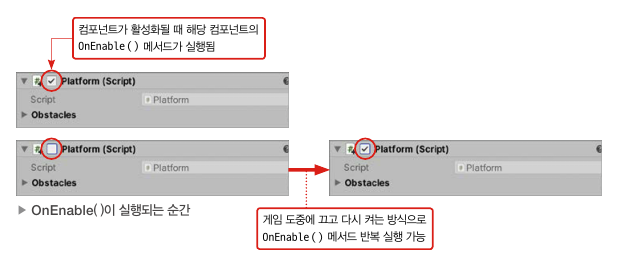 컴포넌트가 활성화될 때 해당 컴포넌트의
OnEnable() 메서드가 실행됨
Platform (Script)
Script
Platform
Obstacles
Platform (Script)
Script
Platform
Obstacles
Platform (Script)
Script
Platform
Obstacles
▶ OnEnable()이 실행되는 순간
게임 도중에 끄고 다시 켜는 방식으로
OnEnable() 메서드 반복 실행 가능